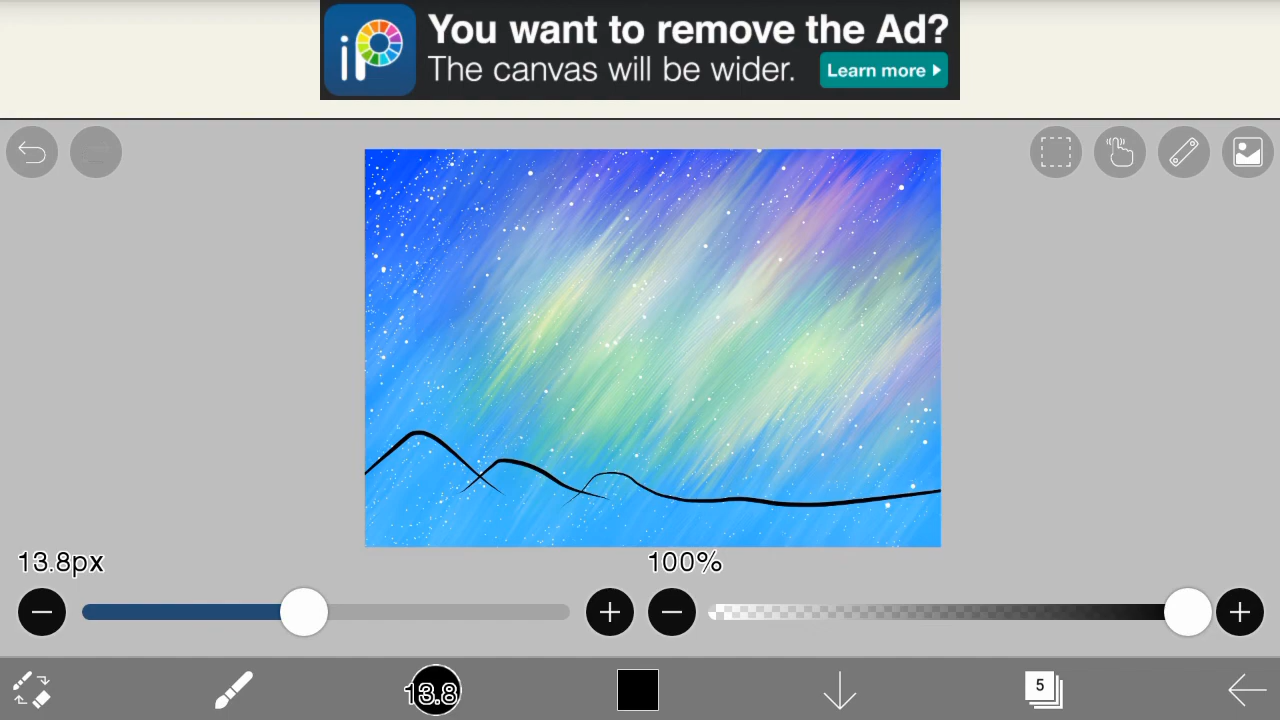 iP
You want to remove the Ad?
The canvas will be wider.
Learn more
13.8px
100%
13.8
5